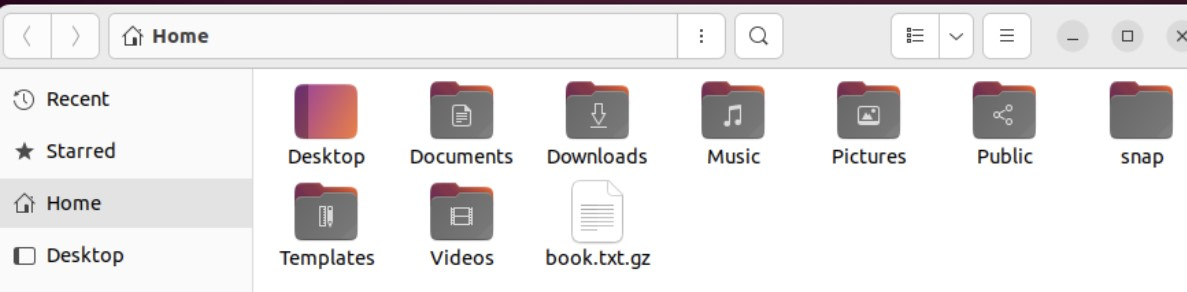 Home
Recent
Starred
Home
Desktop
Desktop Documents Downloads Music Pictures Public snap
Templates Videos book.txt.gz